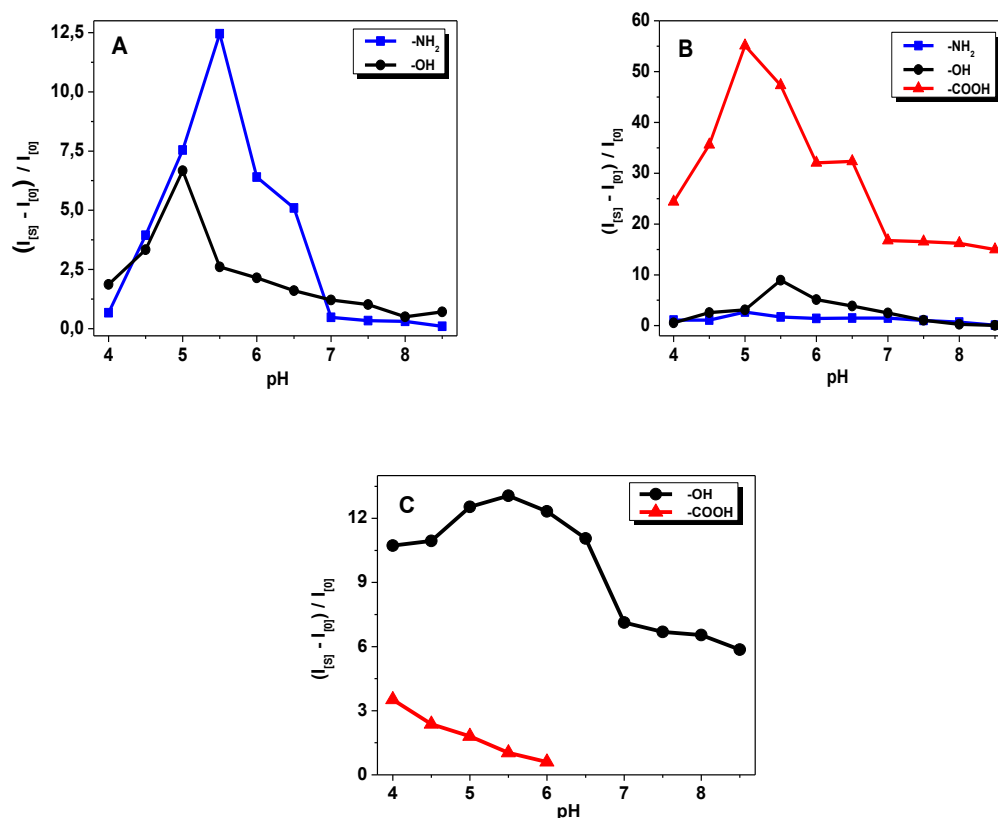 A
-NH2
-OH
12,5
10,0
7,5
5,0
2,5
0,0
(I[S] - I[0]) / I[0]
4 5 6 7 8
pH
B
-NH2
-OH
-COOH
60
50
40
30
20
10
0
(I[S] - I[0]) / I[0]
4 5 6 7 8
pH
C
-OH
-COOH
12
9
6
3
0
(I[S] - I[0]) / I[0]
4 5 6 7 8
pH